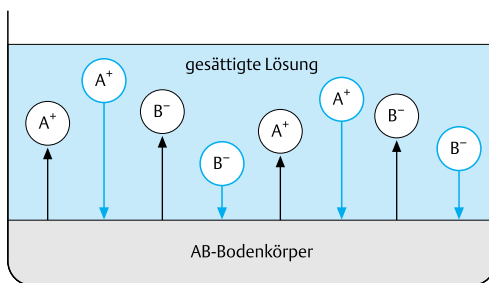 gesättigte Lösung
A⁺
A⁺
B⁻
B⁻
A⁺
A⁺
B⁻
B⁻
AB-Bodenkörper